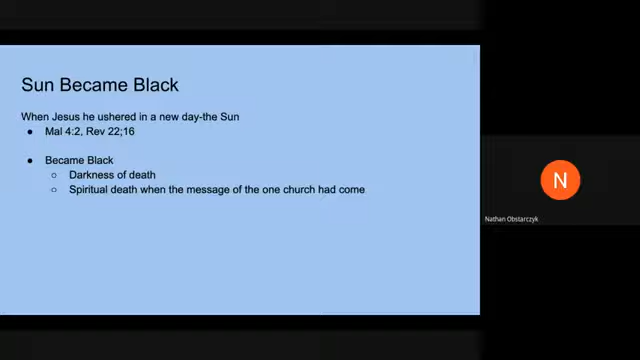 Sun Became Black
When Jesus he ushered in a new day-the Sun
● Mal 4:2, Rev 22;16
● Became Black
○ Darkness of death
○ Spiritual death when the message of the one church had come
N
Nathan Obstarczyk